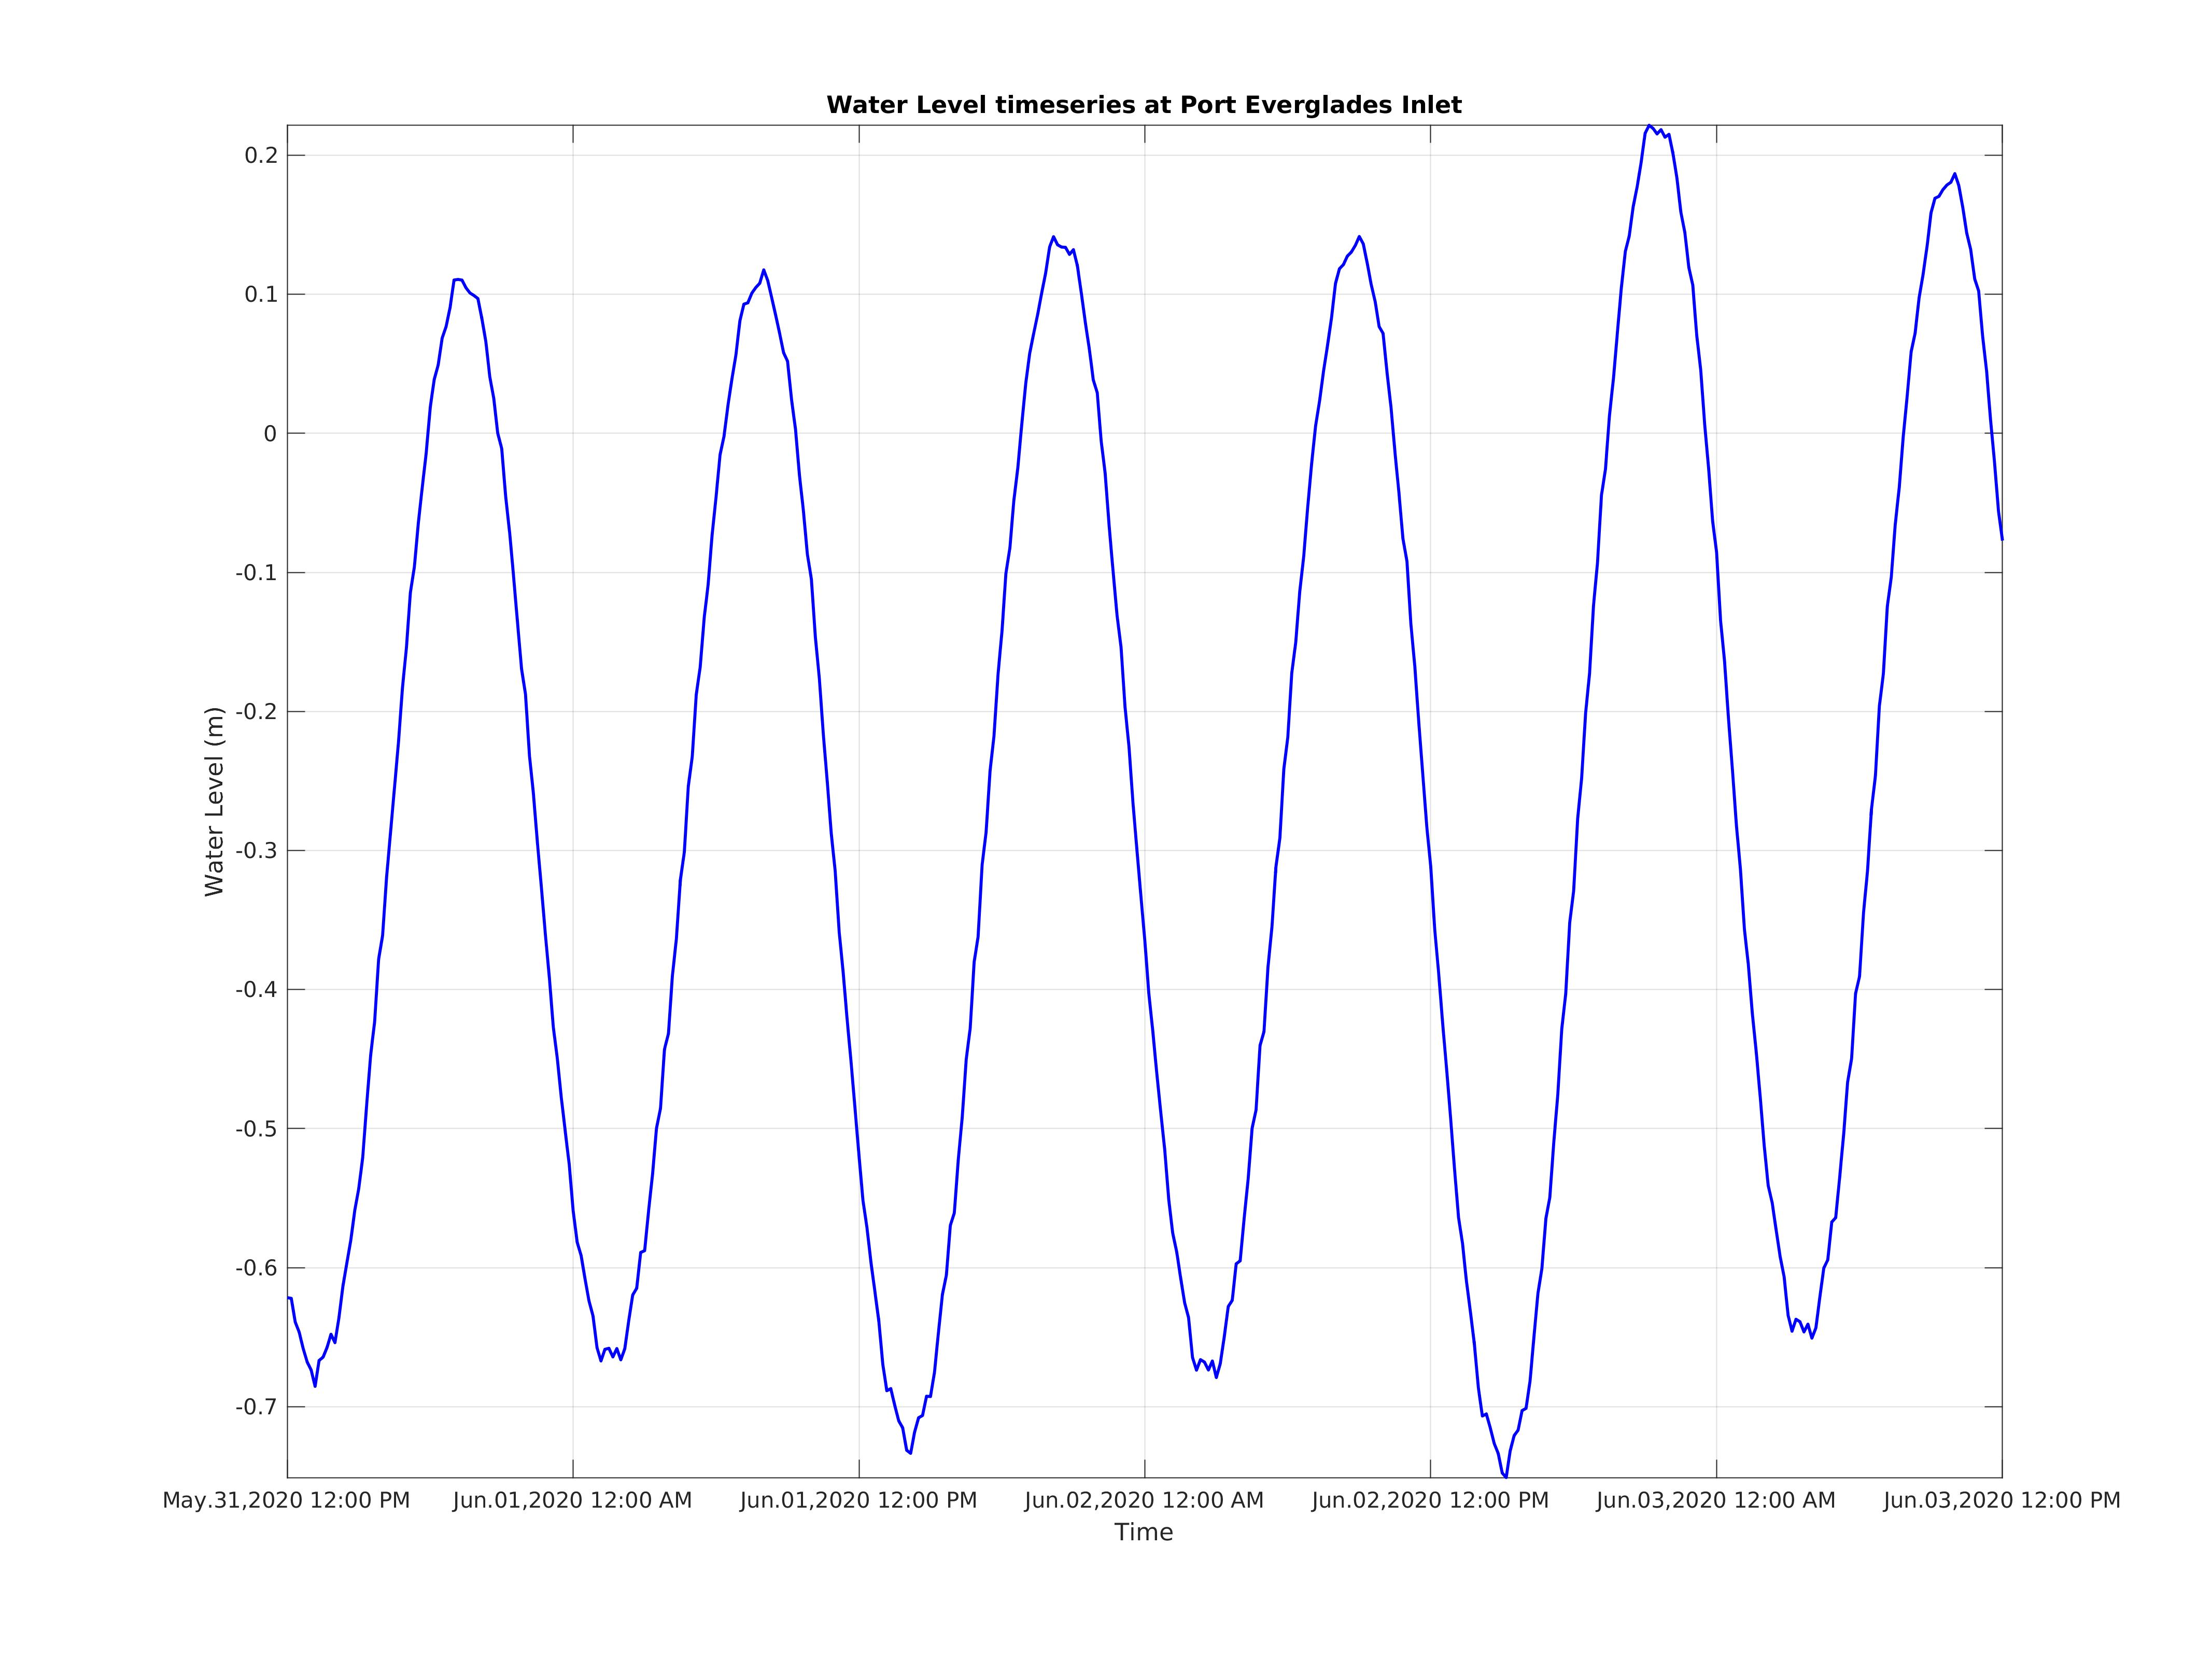 Water Level timeseries at Port Everglades Inlet
0.2
0.1
0
-0.1
-0.2
-0.3
-0.4
-0.5
-0.6
-0.7
Water Level (m)
May.31,2020 12:00 PM Jun.01,2020 12:00 AM Jun.01,2020 12:00 PM Jun.02,2020 12:00 AM Jun.02,2020 12:00 PM Jun.03,2020 12:00 AM Jun.03,2020 12:00 PM
Time